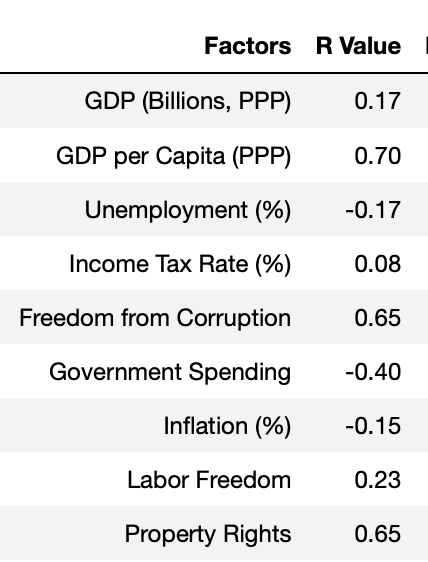 Factors R Value
GDP (Billions, PPP) 0.17
GDP per Capita (PPP) 0.70
Unemployment (%) -0.17
Income Tax Rate (%) 0.08
Freedom from Corruption 0.65
Government Spending -0.40
Inflation (%) -0.15
Labor Freedom 0.23
Property Rights 0.65